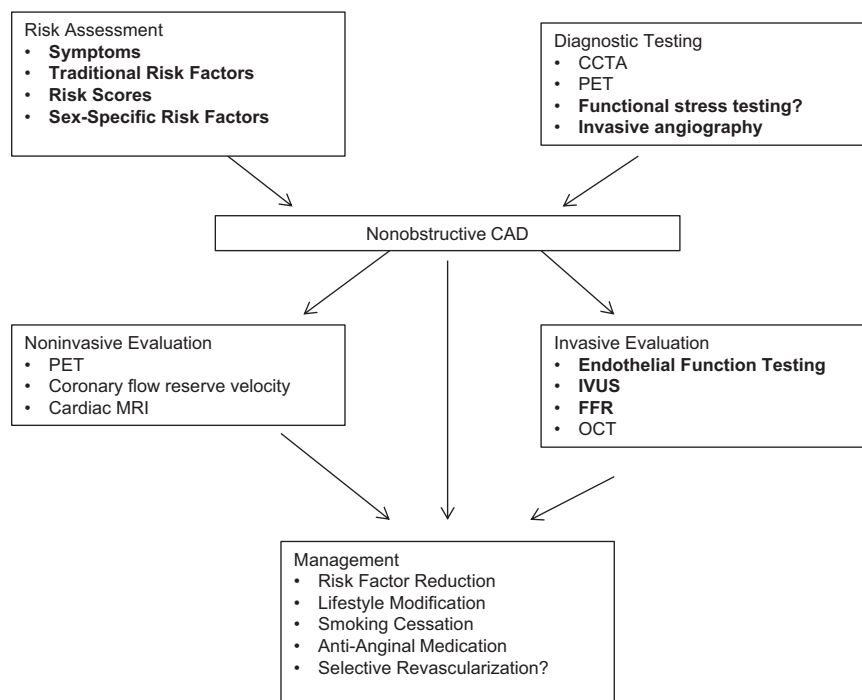 Risk Assessment
• Symptoms
• Traditional Risk Factors
• Risk Scores
• Sex-Specific Risk Factors
Diagnostic Testing
• CCTA
• PET
• Functional stress testing?
• Invasive angiography
Nonobstructive CAD
Noninvasive Evaluation
• PET
• Coronary flow reserve velocity
• Cardiac MRI
Invasive Evaluation
• Endothelial Function Testing
• IVUS
• FFR
• OCT
Management
• Risk Factor Reduction
• Lifestyle Modification
• Smoking Cessation
• Anti-Anginal Medication
• Selective Revascularization?